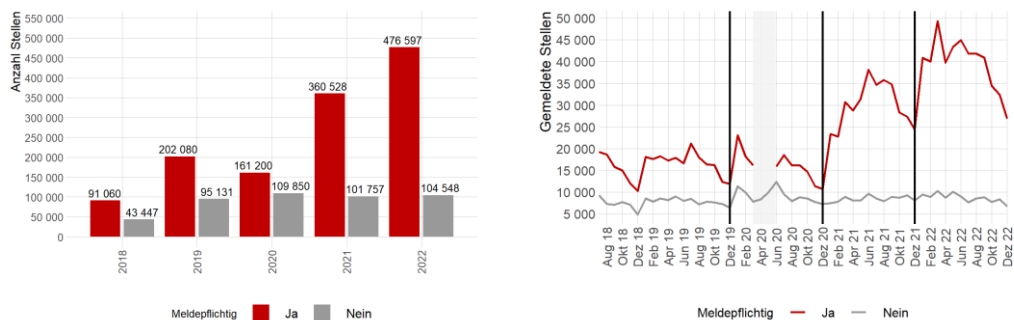 Anzahl Stellen
550 000
500 000
450 000
400 000
350 000
300 000
250 000
200 000
150 000
100 000
50 000
0
91 060
43 447
202 080
95 131
161 200
109 850
360 528
101 757
476 597
104 548
2018
2019
2020
2021
2022
Meldepflichtig Ja Nein
Gemeldete Stellen
50 000
45 000
40 000
35 000
30 000
25 000
20 000
15 000
10 000
5 000
Aug 18
Okt 18
Dez 18
Feb 19
Apr 19
Jun 19
Aug 19
Okt 19
Dez 19
Feb 20
Apr 20
Jun 20
Aug 20
Okt 20
Dez 20
Feb 21
Apr 21
Jun 21
Aug 21
Okt 21
Dez 21
Feb 22
Apr 22
Jun 22
Aug 22
Okt 22
Dez 22
Meldepflichtig Ja Nein